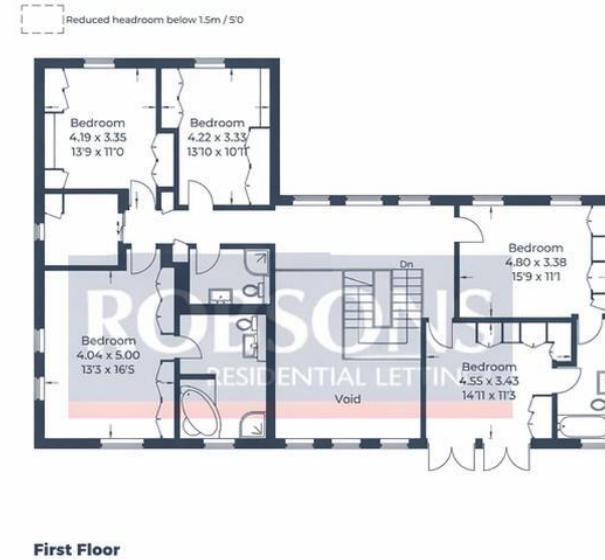 Reduced headroom below 1.5m / 5'0
Bedroom
4.19 x 3.35
13'9 x 11'0
Bedroom
4.22 x 3.33
13'10 x 10'11
Bedroom
4.80 x 3.38
15'9 x 11'1
Dn
ROBSONS
RESIDENTIAL LETTIN
Bedroom
4.04 x 5.00
13'3 x 16'5
Bedroom
4.55 x 3.43
14'11 x 11'3
Void
First Floor